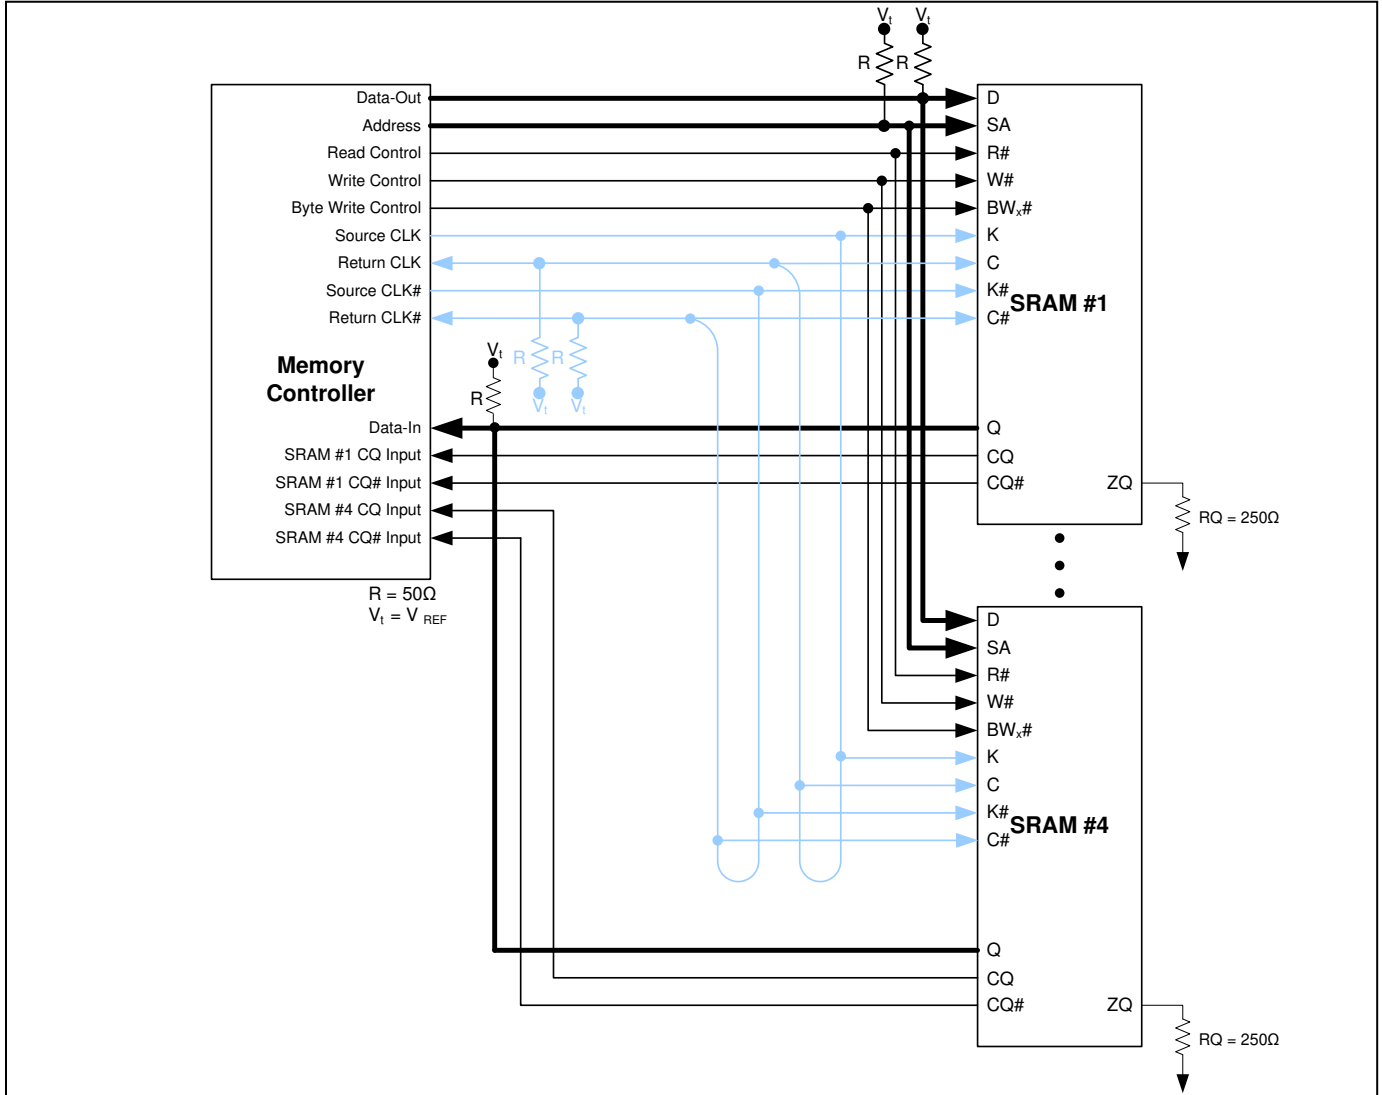 Vt Vt
R R
Data-Out
Address
Read Control
Write Control
Byte Write Control
Source CLK
Return CLK
Source CLK#
Return CLK#
Memory
Controller
Data-In
SRAM #1 CQ Input
SRAM #1 CQ# Input
SRAM #4 CQ Input
SRAM #4 CQ# Input
R = 50Ω
Vt = V REF
Vt
R
R R
Vt Vt
D
SA
R#
W#
BWx#
K
C
K#
SRAM #1
C#
Q
CQ
CQ# ZQ
RQ = 250Ω
D
SA
R#
W#
BWx#
K
C
K#
SRAM #4
C#
Q
CQ
CQ# ZQ
RQ = 250Ω